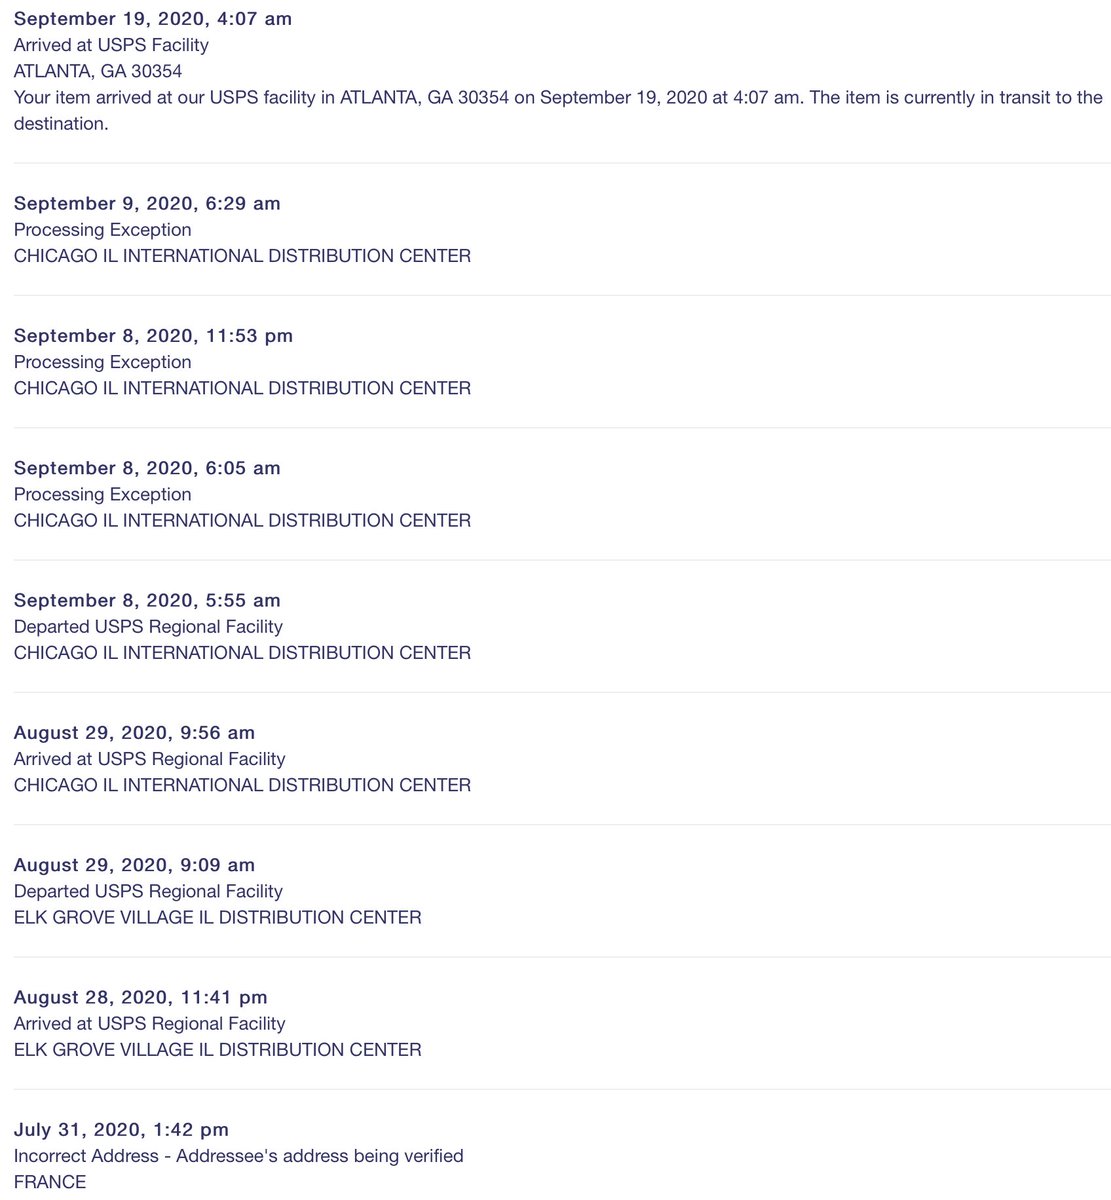 September 19, 2020, 4:07 am
Arrived at USPS Facility
ATLANTA, GA 30354
Your item arrived at our USPS facility in ATLANTA, GA 30354 on September 19, 2020 at 4:07 am. The item is currently in transit to the
destination.
September 9, 2020, 6:29 am
Processing Exception
CHICAGO IL INTERNATIONAL DISTRIBUTION CENTER
September 8, 2020, 11:53 pm
Processing Exception
CHICAGO IL INTERNATIONAL DISTRIBUTION CENTER
September 8, 2020, 6:05 am
Processing Exception
CHICAGO IL INTERNATIONAL DISTRIBUTION CENTER
September 8, 2020, 5:55 am
Departed USPS Regional Facility
CHICAGO IL INTERNATIONAL DISTRIBUTION CENTER
August 29, 2020, 9:56 am
Arrived at USPS Regional Facility
CHICAGO IL INTERNATIONAL DISTRIBUTION CENTER
August 29, 2020, 9:09 am
Departed USPS Regional Facility
ELK GROVE VILLAGE IL DISTRIBUTION CENTER
August 28, 2020, 11:41 pm
Arrived at USPS Regional Facility
ELK GROVE VILLAGE IL DISTRIBUTION CENTER
July 31, 2020, 1:42 pm
Incorrect Address - Addressee's address being verified
FRANCE